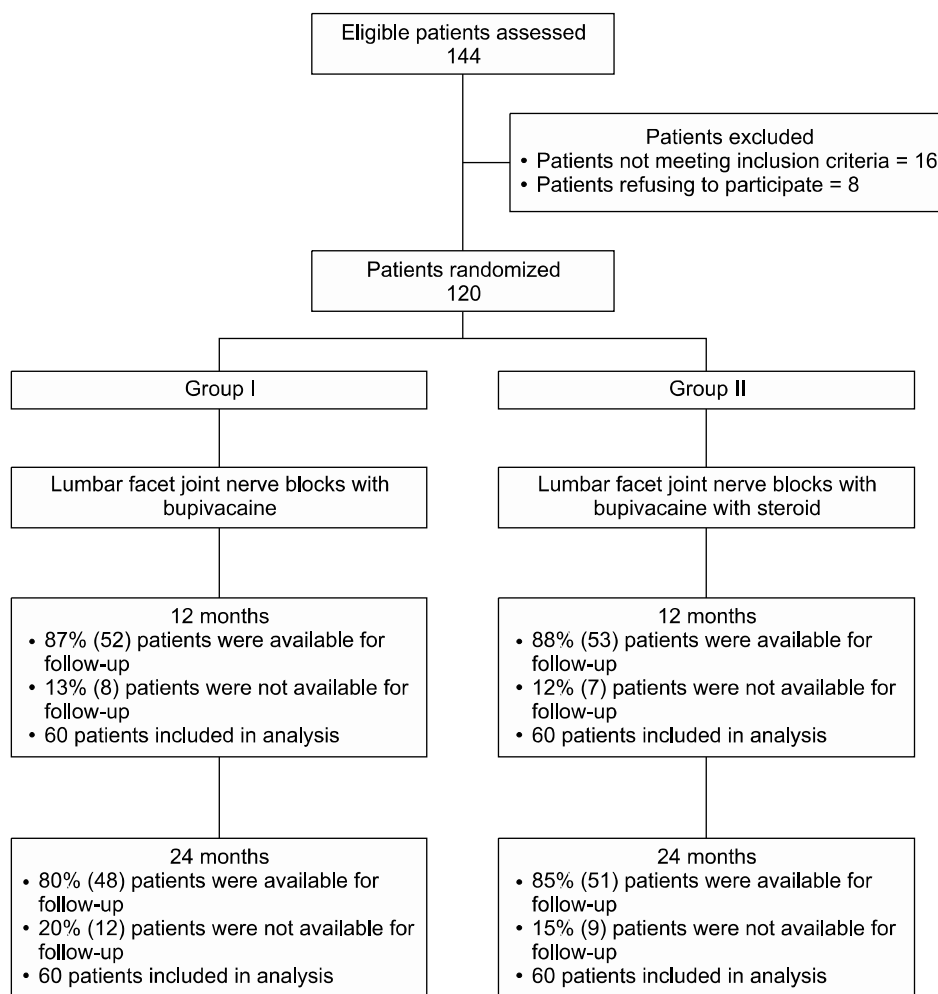 Eligible patients assessed
144
Patients excluded
• Patients not meeting inclusion criteria = 16
• Patients refusing to participate = 8
Patients randomized
120
Group I
Group II
Lumbar facet joint nerve blocks with
bupivacaine
Lumbar facet joint nerve blocks with
bupivacaine with steroid
12 months
• 87% (52) patients were available for
follow-up
• 13% (8) patients were not available for
follow-up
• 60 patients included in analysis
12 months
• 88% (53) patients were available for
follow-up
• 12% (7) patients were not available for
follow-up
• 60 patients included in analysis
24 months
• 80% (48) patients were available for
follow-up
• 20% (12) patients were not available for
follow-up
• 60 patients included in analysis
24 months
• 85% (51) patients were available for
follow-up
• 15% (9) patients were not available for
follow-up
• 60 patients included in analysis